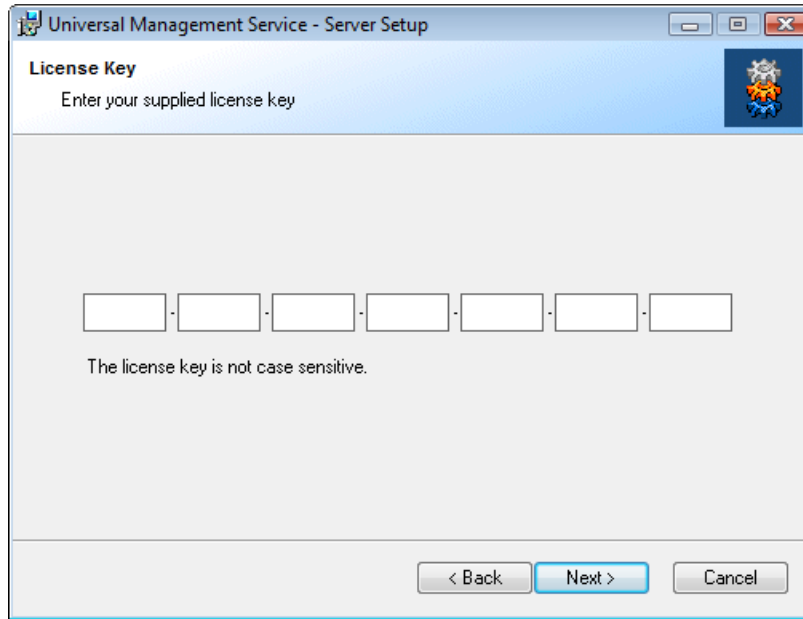 Universal Management Service - Server Setup
License Key
Enter your supplied license key
- - - - - -
The license key is not case sensitive.
< Back Next > Cancel